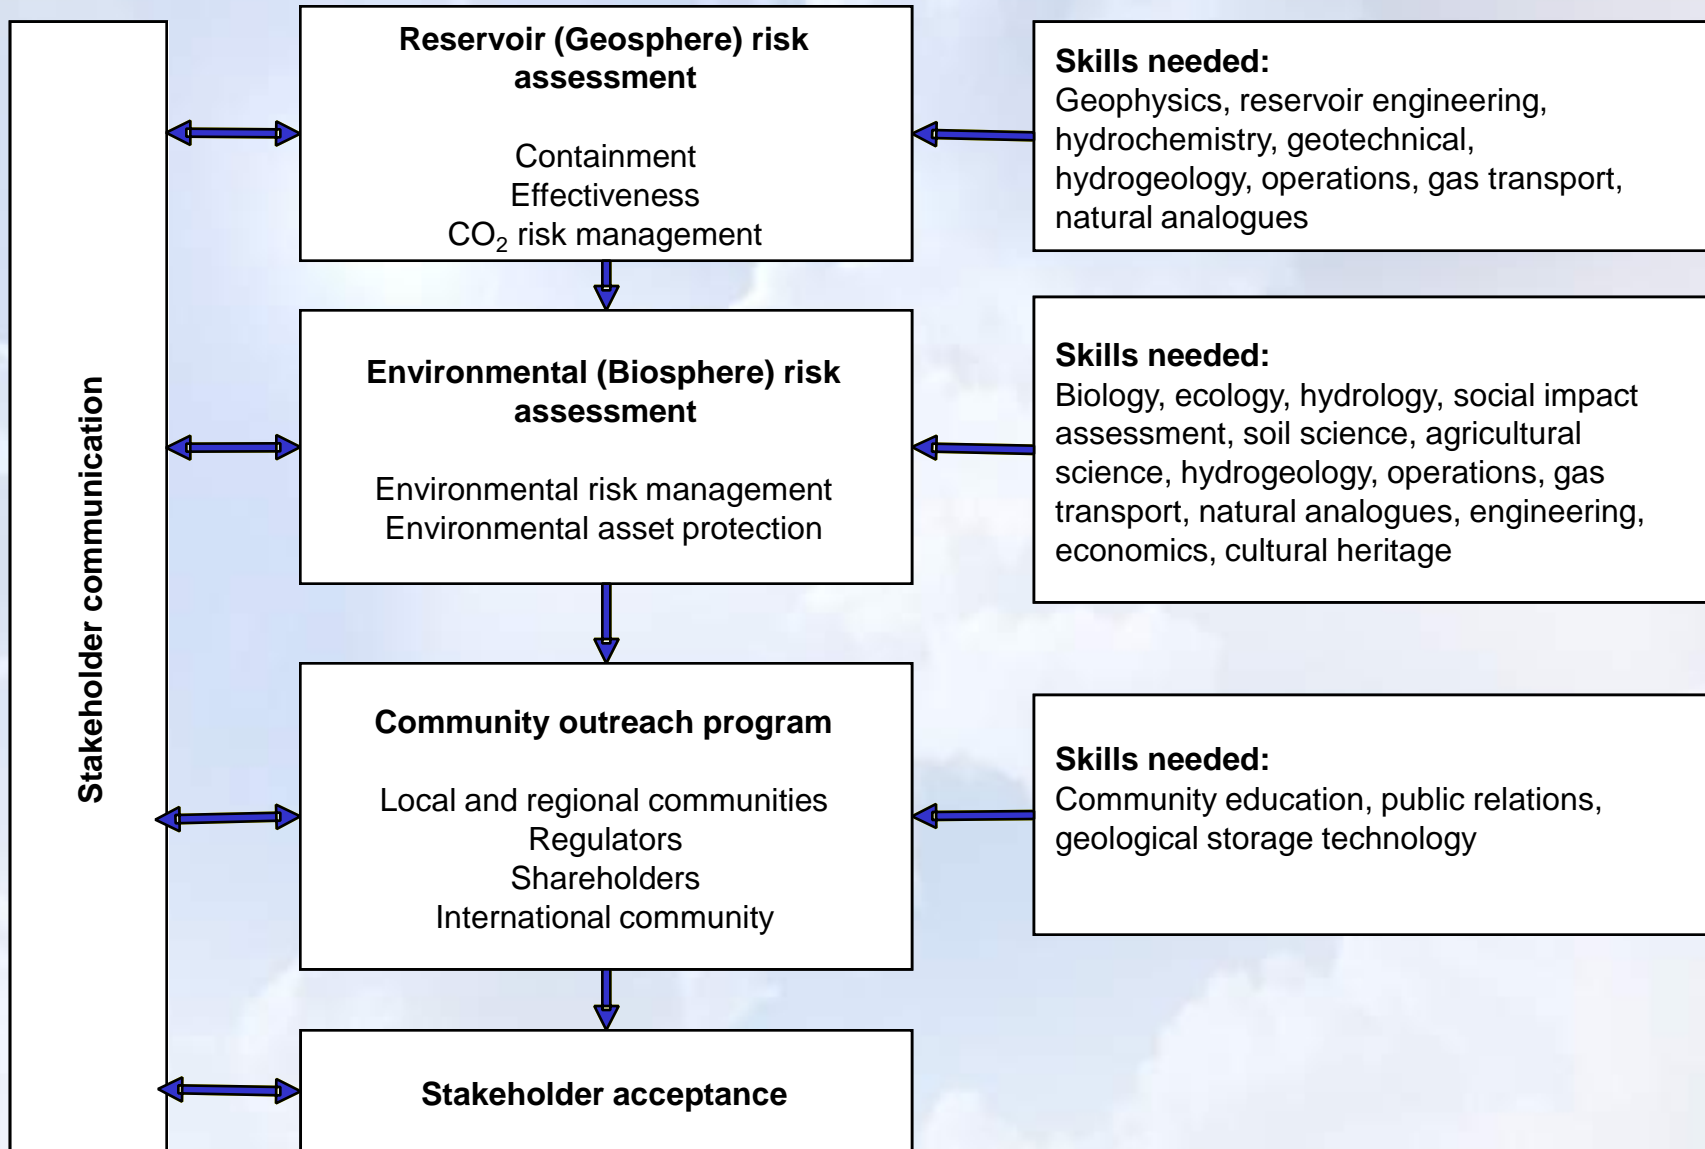 Stakeholder communication
Reservoir (Geosphere) risk
assessment
Containment
Effectiveness
CO₂ risk management
Skills needed:
Geophysics, reservoir engineering,
hydrochemistry, geotechnical,
hydrogeology, operations, gas transport,
natural analogues
Environmental (Biosphere) risk
assessment
Environmental risk management
Environmental asset protection
Skills needed:
Biology, ecology, hydrology, social impact
assessment, soil science, agricultural
science, hydrogeology, operations, gas
transport, natural analogues, engineering,
economics, cultural heritage
Community outreach program
Local and regional communities
Regulators
Shareholders
International community
Skills needed:
Community education, public relations,
geological storage technology
Stakeholder acceptance